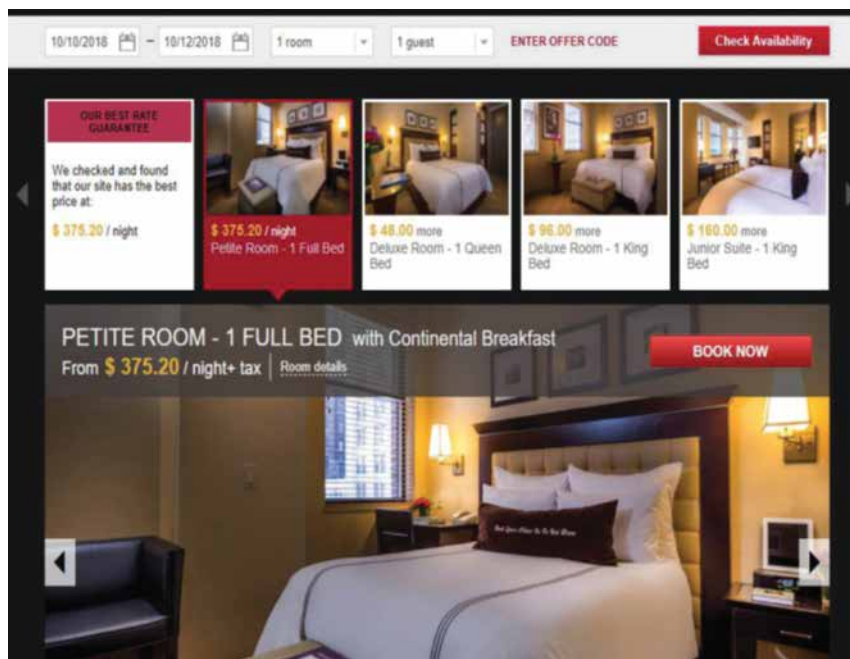 10/10/2018 – 10/12/2018 1 room 1 guest ENTER OFFER CODE Check Availability
OUR BEST RATE
GUARANTEE
We checked and found
that our site has the best
price at:
$ 375.20 / night
$ 375.20 / night
Petite Room - 1 Full Bed
$ 48.00 more
Deluxe Room - 1 Queen
Bed
$ 96.00 more
Deluxe Room - 1 King
Bed
$ 160.00 more
Junior Suite - 1 King
Bed
PETITE ROOM - 1 FULL BED with Continental Breakfast
From $ 375.20 / night+ tax Room details
BOOK NOW